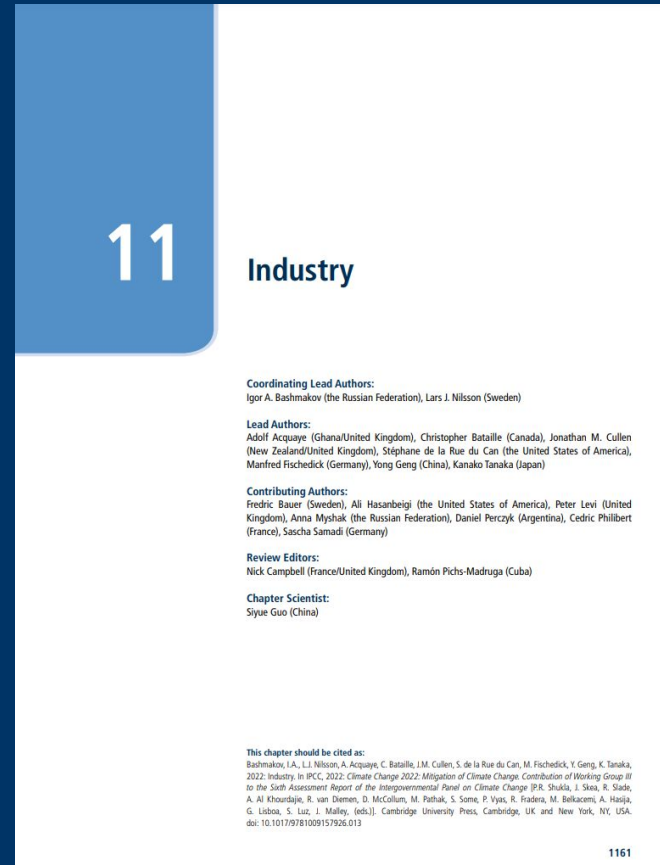 11
Industry
Coordinating Lead Authors:
Igor A. Bashmakov (the Russian Federation), Lars J. Nilsson (Sweden)
Lead Authors:
Adolf Acquaye (Ghana/United Kingdom), Christopher Bataille (Canada), Jonathan M. Cullen
(New Zealand/United Kingdom), Stéphane de la Rue du Can (the United States of America),
Manfred Fischedick (Germany), Yong Geng (China), Kanako Tanaka (Japan)
Contributing Authors:
Fredric Bauer (Sweden), Ali Hasanbeigi (the United States of America), Peter Levi (United
Kingdom), Anna Myshak (the Russian Federation), Daniel Perczyk (Argentina), Cedric Philibert
(France), Sascha Samadi (Germany)
Review Editors:
Nick Campbell (France/United Kingdom), Ramón Pichs-Madruga (Cuba)
Chapter Scientist:
Siyue Guo (China)
This chapter should be cited as:
Bashmakov, I.A., L.J. Nilsson, A. Acquaye, C. Bataille, J.M. Cullen, S. de la Rue du Can, M. Fischedick, Y. Geng, K. Tanaka,
2022: Industry. In IPCC, 2022: Climate Change 2022: Mitigation of Climate Change. Contribution of Working Group III
to the Sixth Assessment Report of the Intergovernmental Panel on Climate Change [P.R. Shukla, J. Skea, R. Slade,
A. Al Khourdajie, R. van Diemen, D. McCollum, M. Pathak, S. Some, P. Vyas, R. Fradera, M. Belkacemi, A. Hasija,
G. Lisboa, S. Luz, J. Malley, (eds.)]. Cambridge University Press, Cambridge, UK and New York, NY, USA.
doi: 10.1017/9781009157926.013
1161